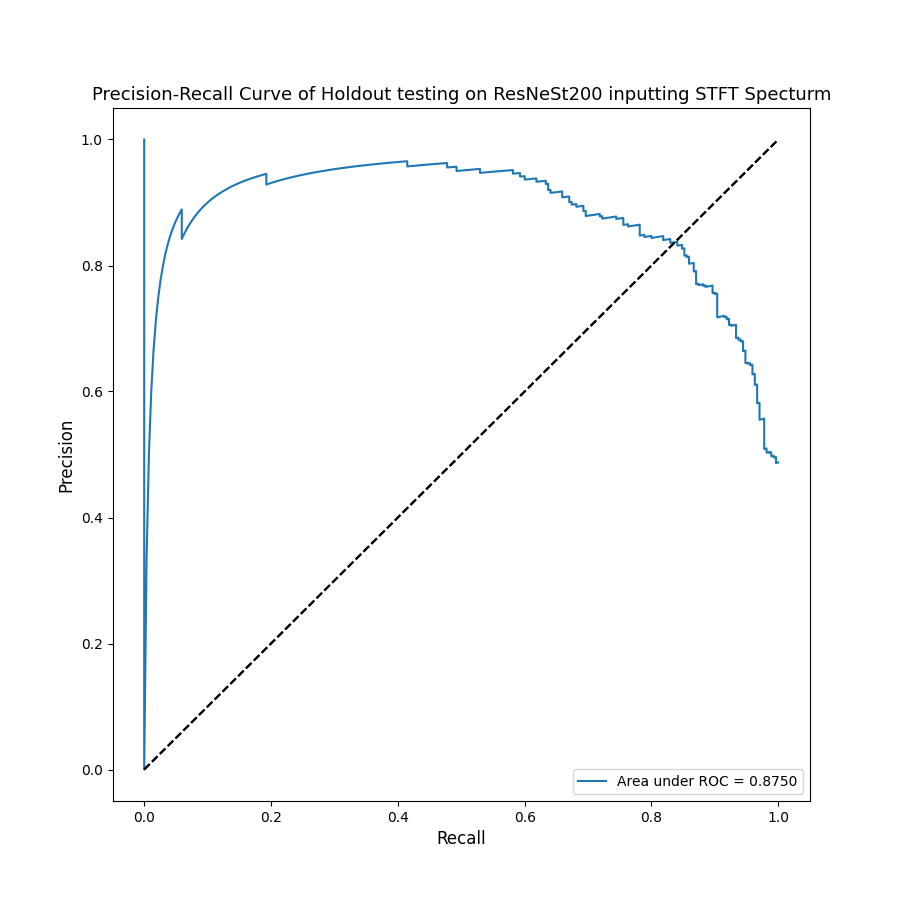 Precision-Recall Curve of Holdout testing on ResNeSt200 inputting STFT Specturm
1.0
0.8
0.6
0.4
0.2
0.0
Precision
0.0 0.2 0.4 0.6 0.8 1.0
Recall
Area under ROC = 0.8750